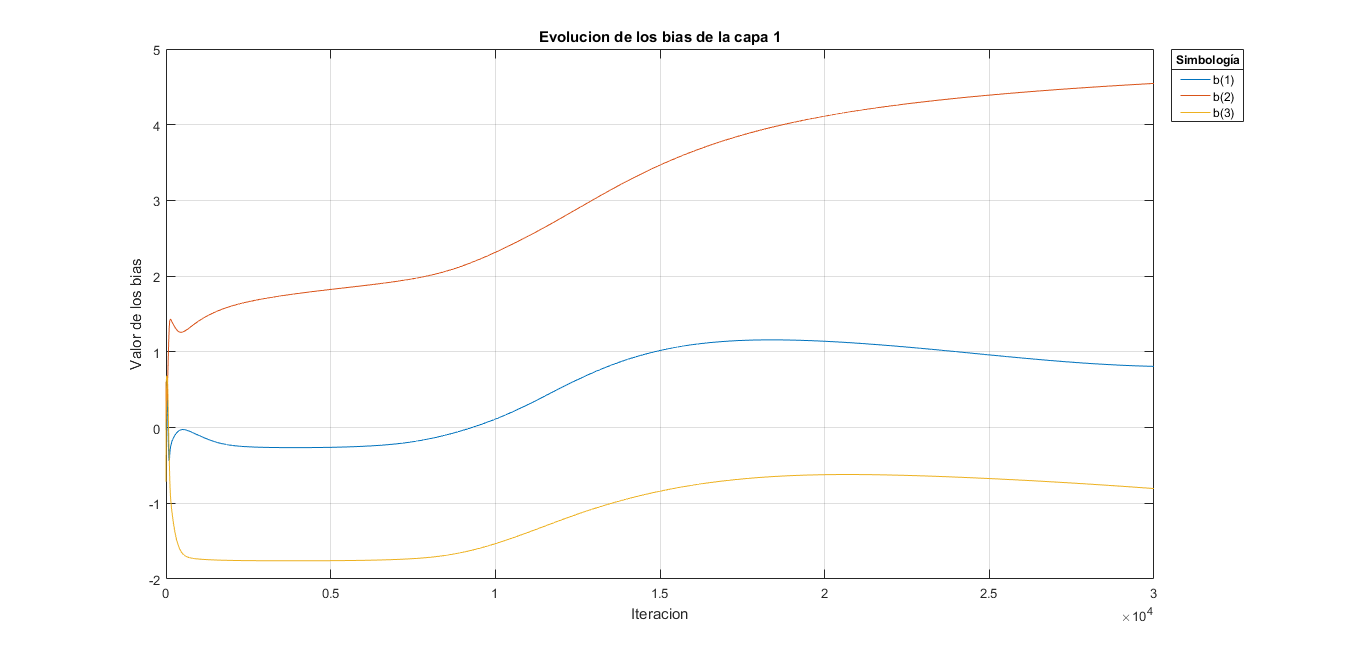 Evolucion de los bias de la capa 1
Simbología
b(1)
b(2)
b(3)
Valor de los bias
5
4
3
2
1
0
-1
-2
0
0.5
1
1.5
2
2.5
3
×10⁴
Iteracion